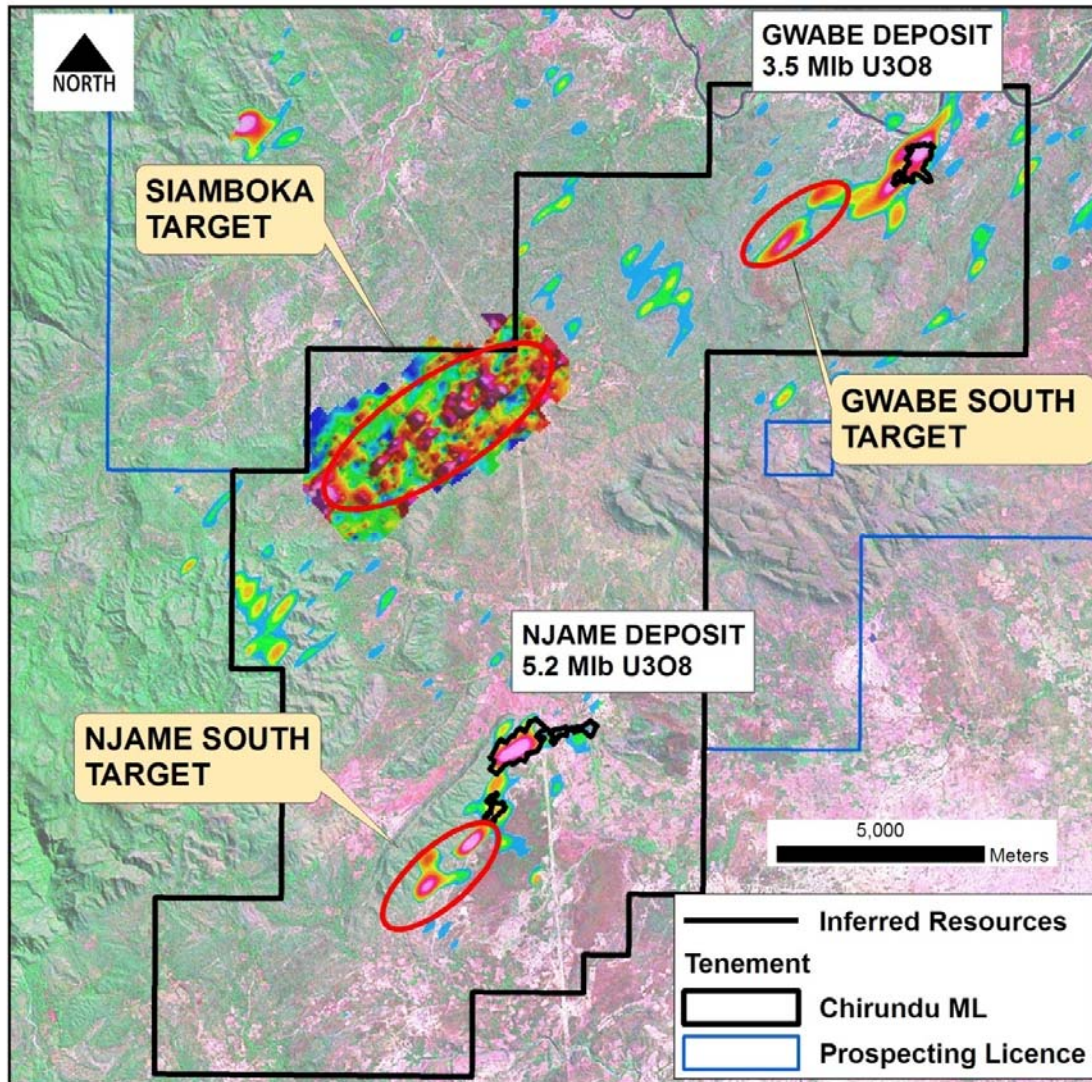 NORTH
GWABE DEPOSIT
3.5 Mlb U3O8
SIAMBOKA
TARGET
GWABE SOUTH
TARGET
NJAME DEPOSIT
5.2 Mlb U3O8
NJAME SOUTH
TARGET
5,000
Meters
Inferred Resources
Tenement
Chirundu ML
Prospecting Licence